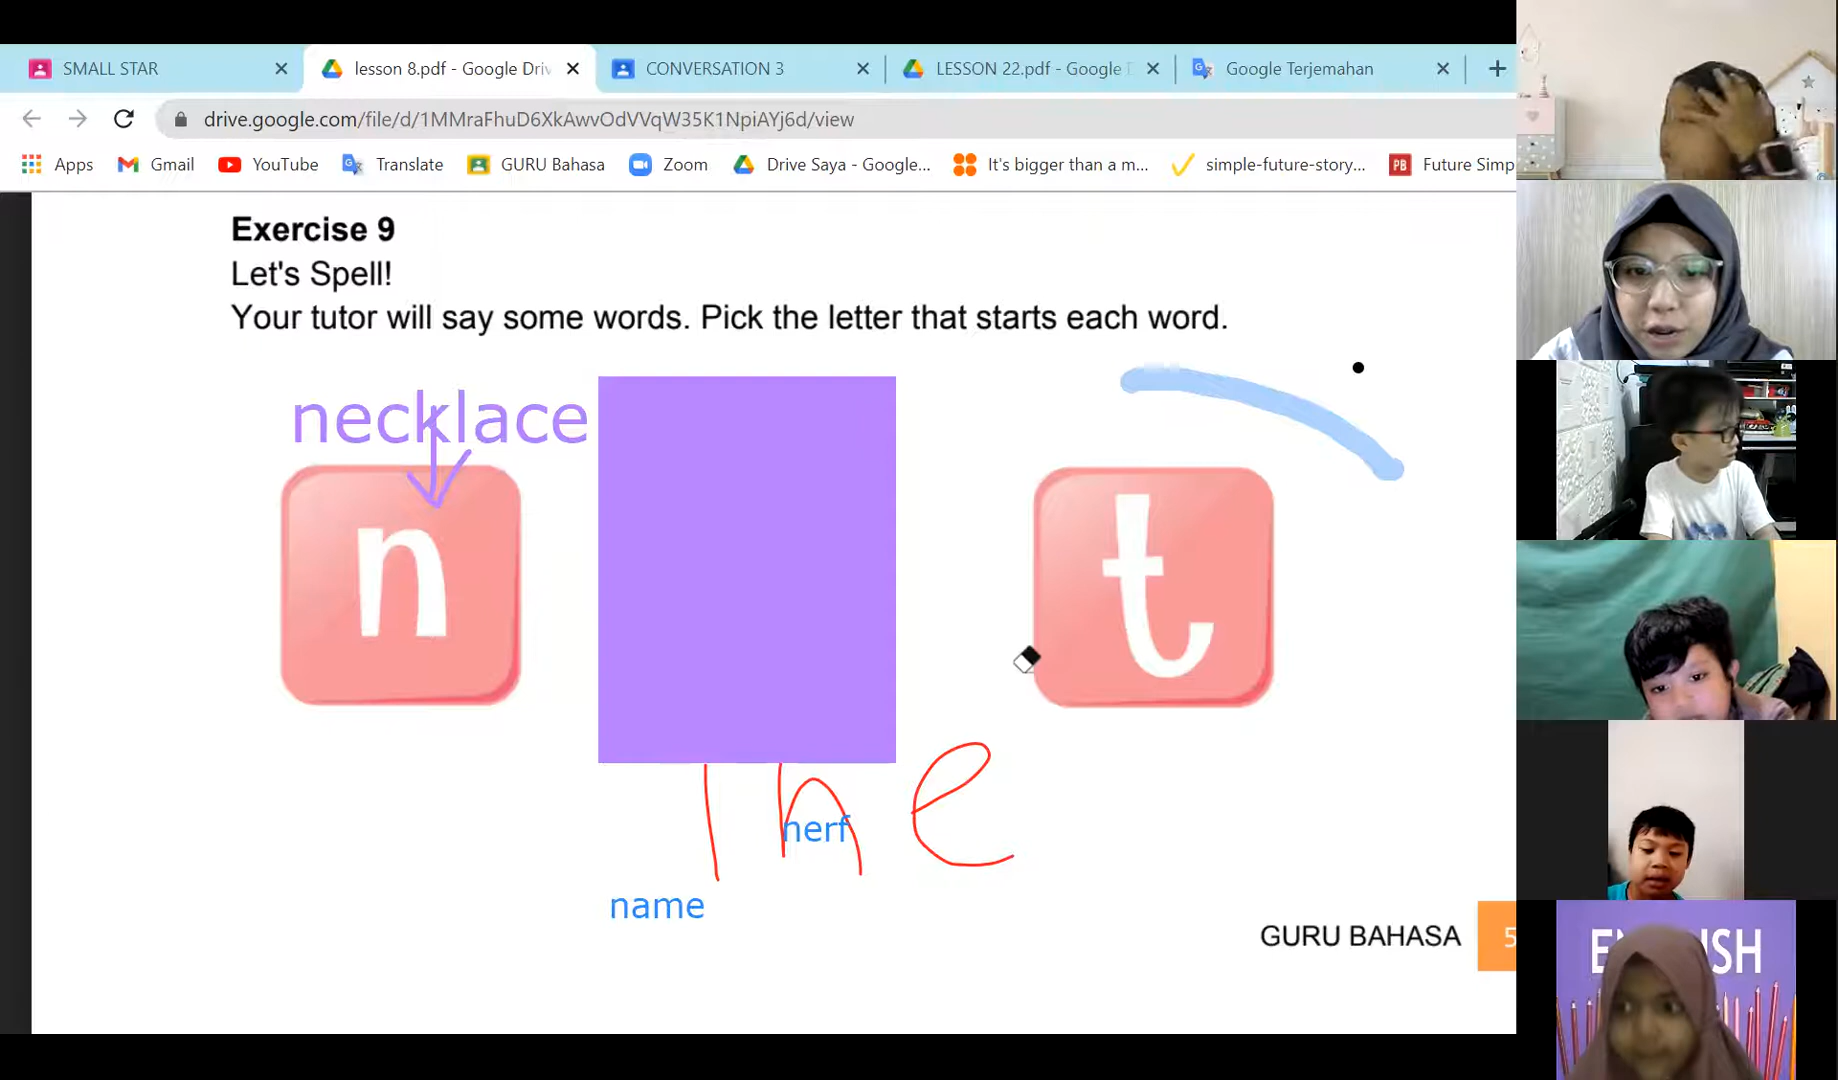 SMALL STAR
lesson 8.pdf - Google Driv
CONVERSATION 3
LESSON 22.pdf - Google D
Google Terjemahan
drive.google.com/file/d/1MMraFhuD6XkAwvOdVVqW35K1NpiAYj6d/view
Apps
Gmail
YouTube
Translate
GURU Bahasa
Zoom
Drive Saya - Google...
It's bigger than a m...
simple-future-story...
PB
Future Simp
Exercise 9
Let's Spell!
Your tutor will say some words. Pick the letter that starts each word.
necklace
n
t
The
nerf
name
GURU BAHASA
5